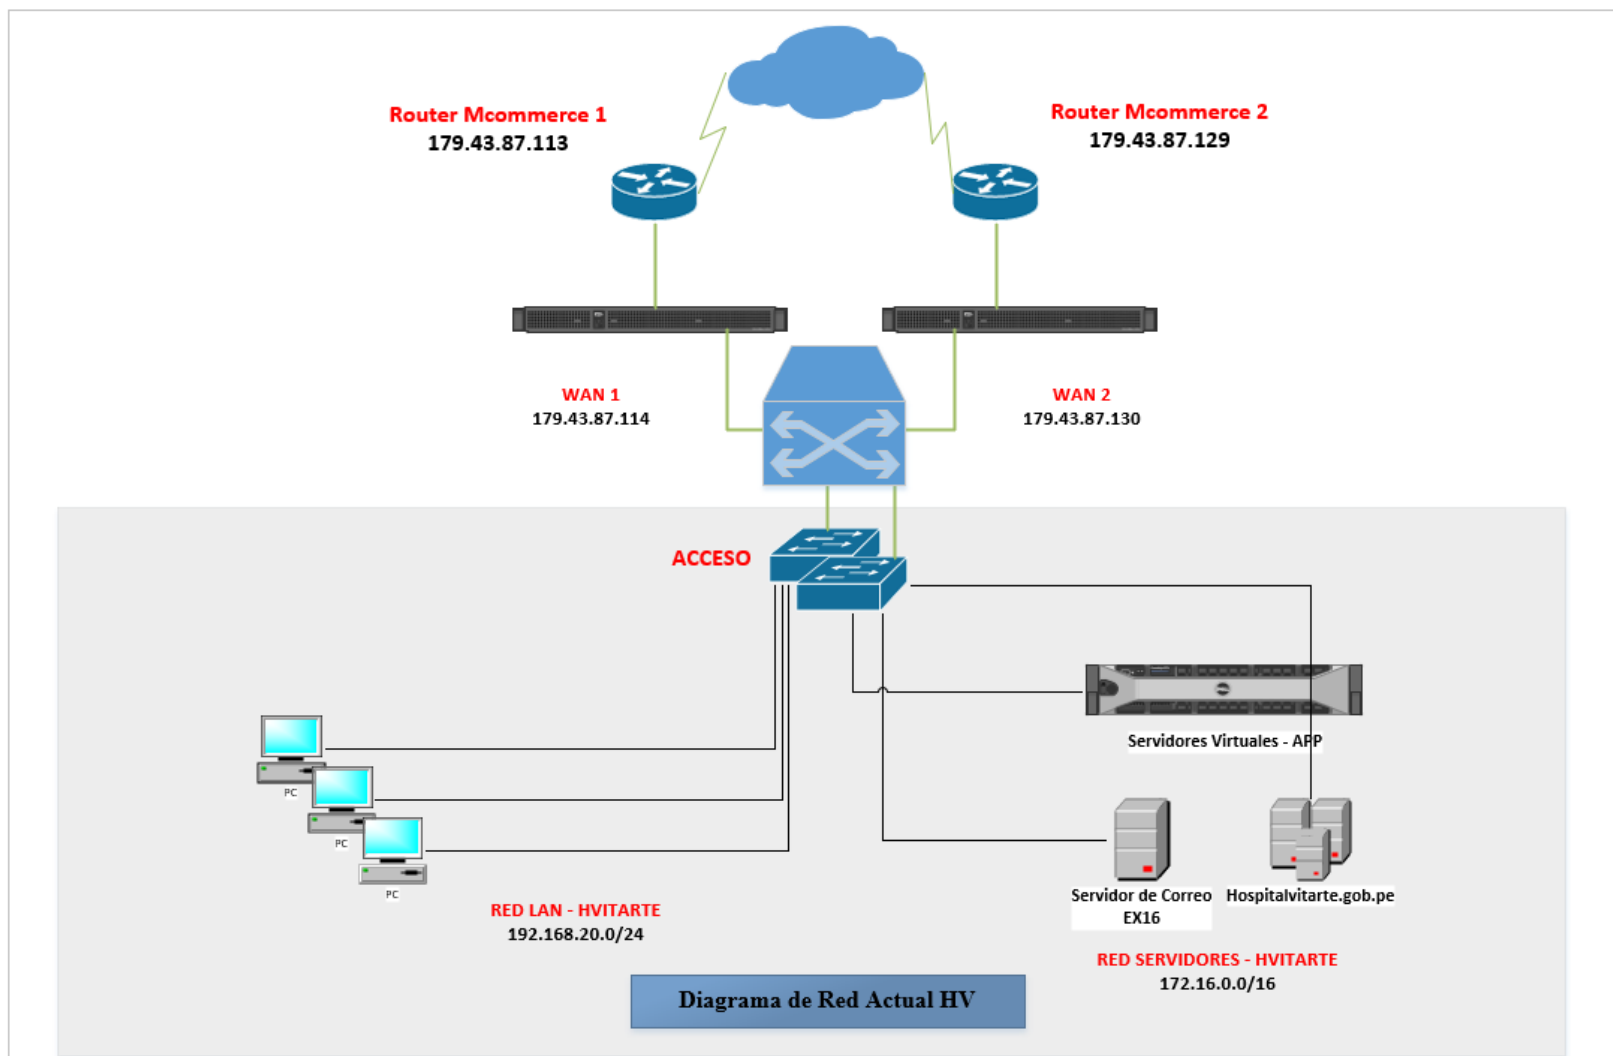 Router Mcommerce 1
179.43.87.113
Router Mcommerce 2
179.43.87.129
WAN 1
179.43.87.114
WAN 2
179.43.87.130
ACCESO
Servidores Virtuales - APP
PC
PC
PC
Servidor de Correo
EX16
Hospitalvitarte.gob.pe
RED LAN - HVITARTE
192.168.20.0/24
RED SERVIDORES - HVITARTE
172.16.0.0/16
Diagrama de Red Actual HV